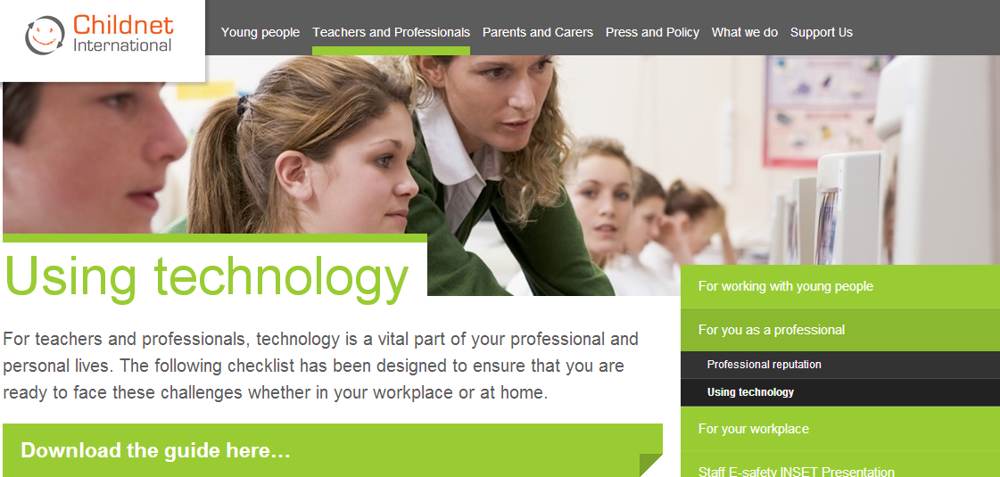 Childnet
International
Young people Teachers and Professionals Parents and Carers Press and Policy What we do Support Us
Using technology
For teachers and professionals, technology is a vital part of your professional and
personal lives. The following checklist has been designed to ensure that you are
ready to face these challenges whether in your workplace or at home.
Download the guide here…
For working with young people
For you as a professional
Professional reputation
Using technology
For your workplace
Staff E-safety INSET Presentation